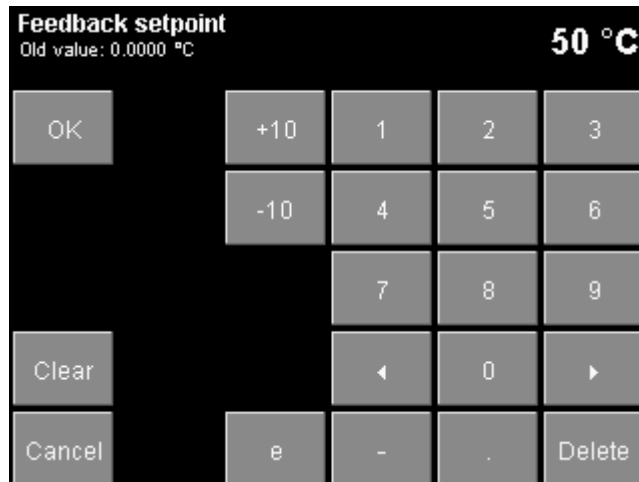 Feedback setpoint
Old value: 0.0000 °C
50 °C
OK +10 1 2 3
-10 4 5 6
7 8 9
Clear ◂ 0 ▸
Cancel e - . Delete